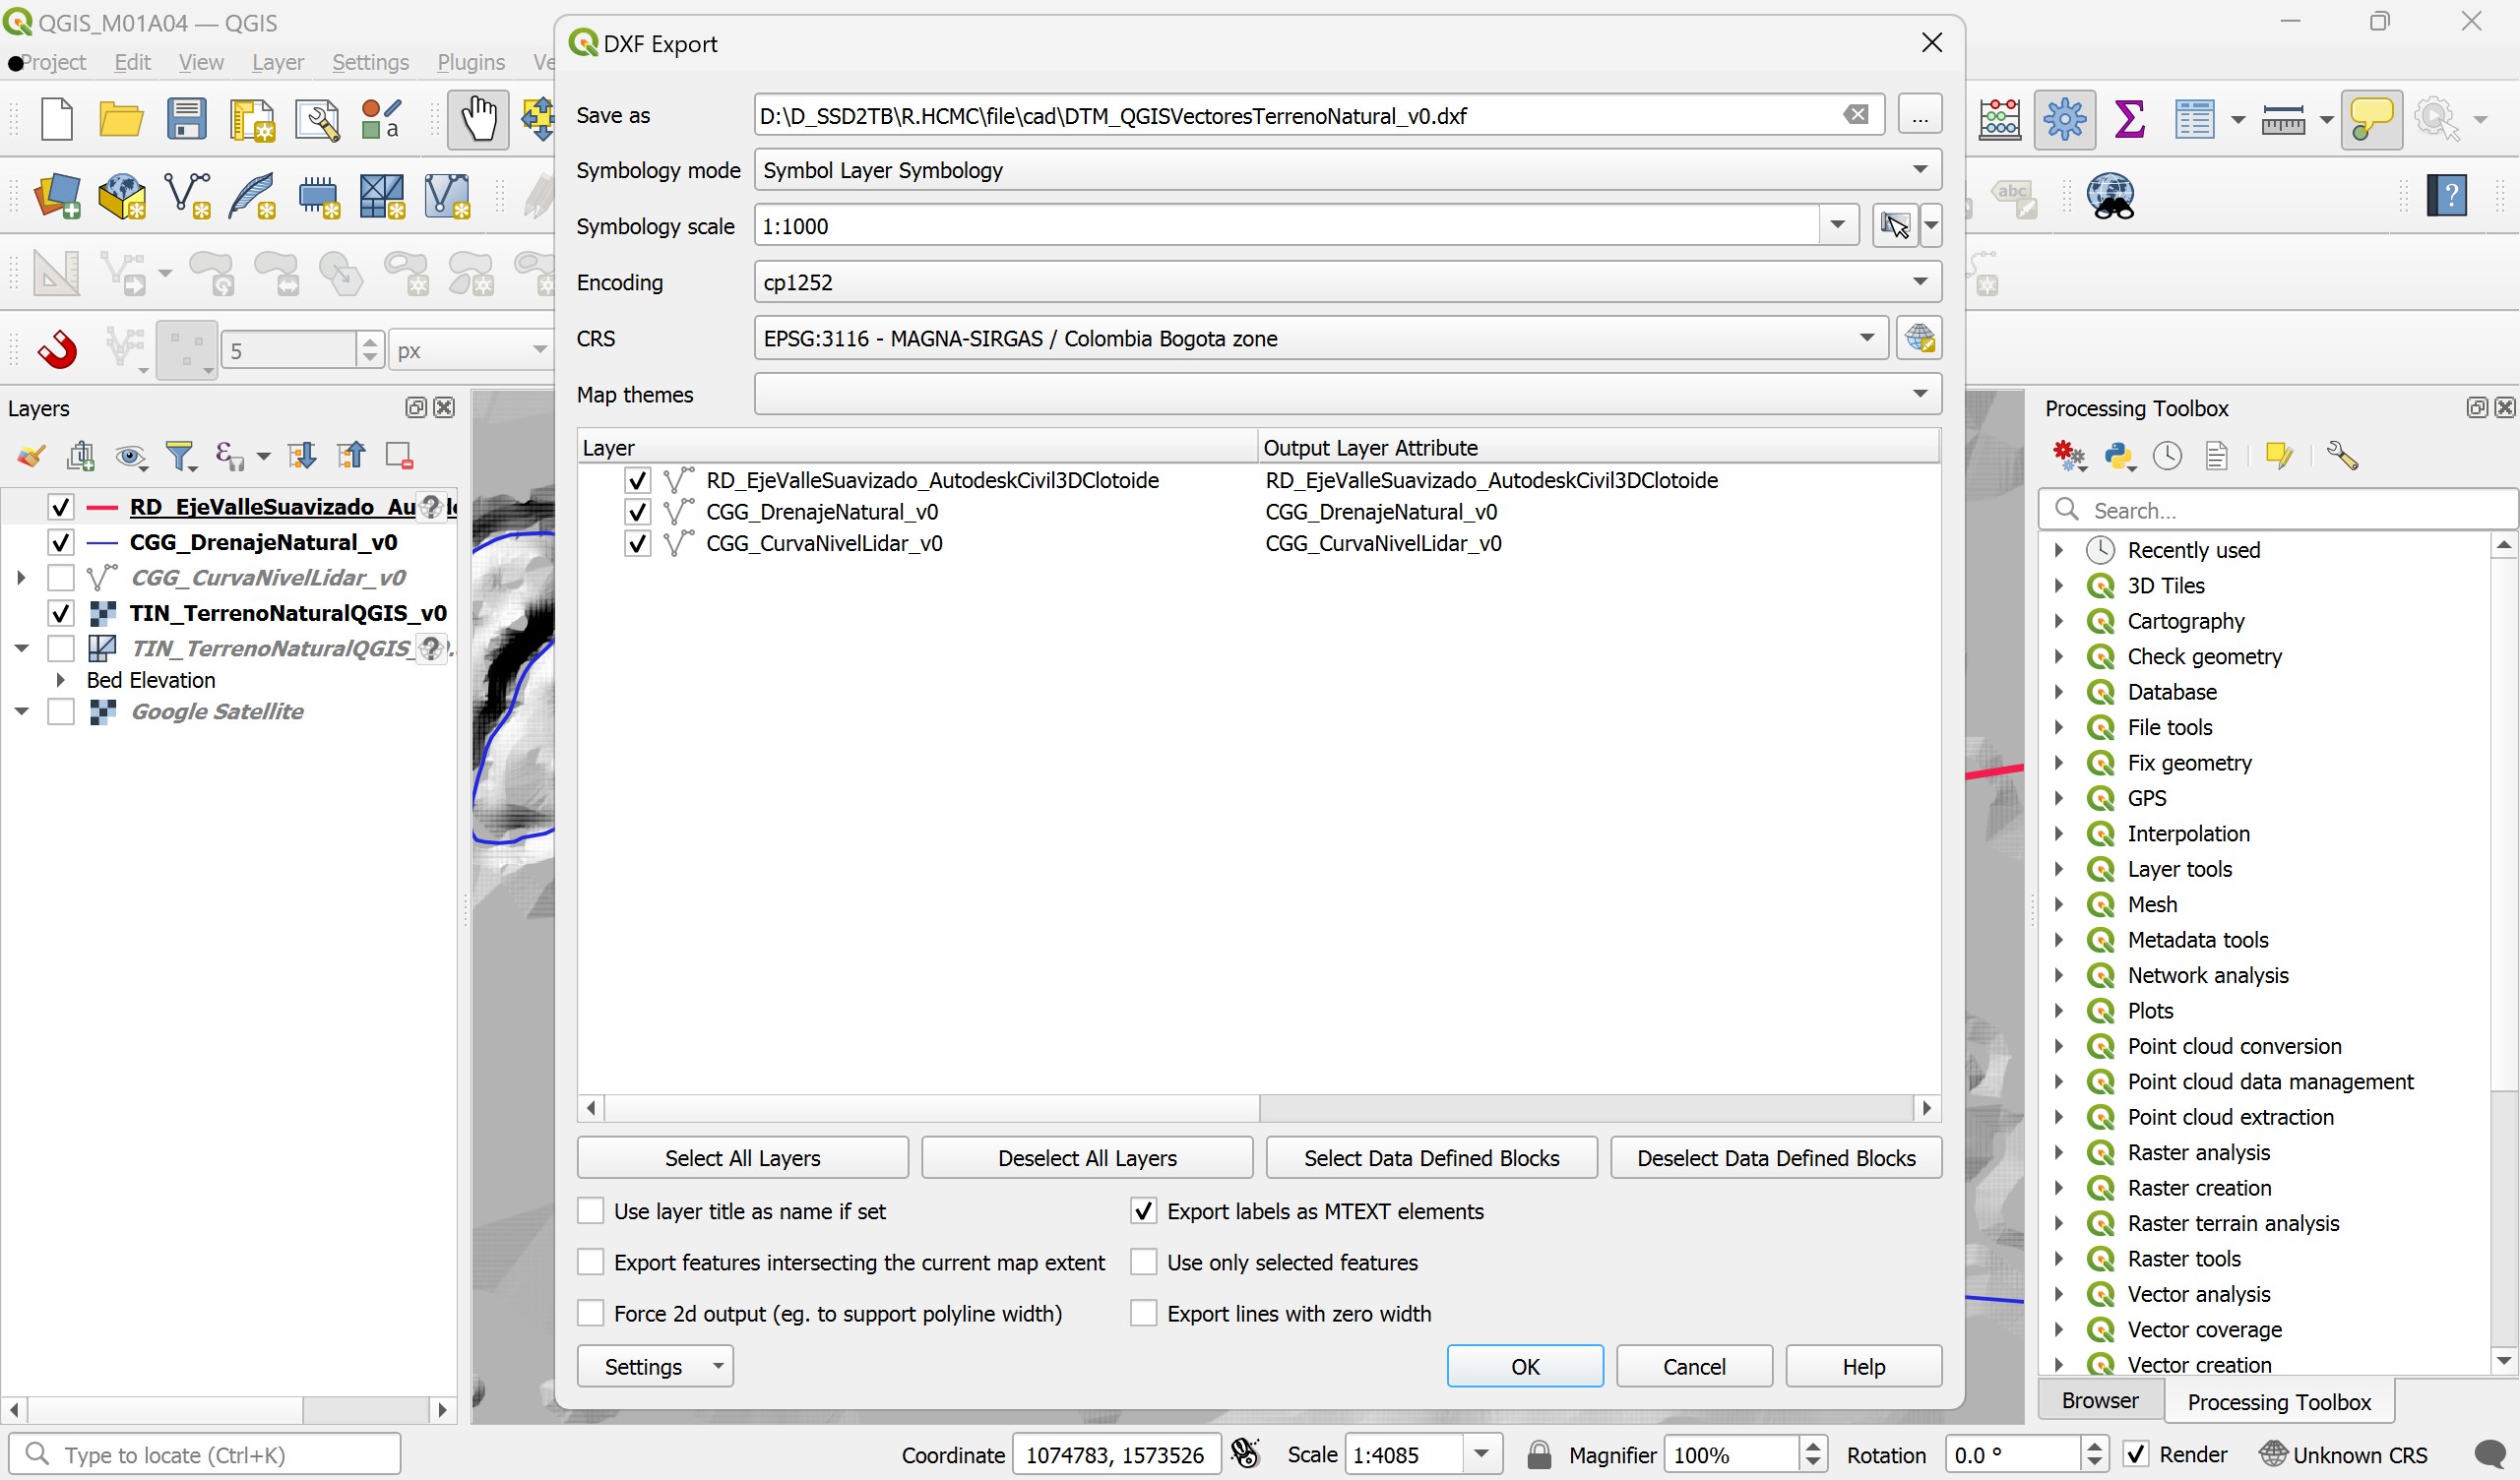 QGIS_M01A04 — QGIS
Project Edit View Layer Settings Plugins Ve
DXF Export
Save as D:\D_SSD2TB\R.HCMC\file\cad\DTM_QGISVectoresTerrenoNatural_v0.dxf ...
Symbology mode Symbol Layer Symbology
Symbology scale 1:1000
Encoding cp1252
CRS EPSG:3116 - MAGNA-SIRGAS / Colombia Bogota zone
Map themes
Layer Output Layer Attribute
RD_EjeValleSuavizado_AutodeskCivil3DClotoide RD_EjeValleSuavizado_AutodeskCivil3DClotoide
CGG_DrenajeNatural_v0 CGG_DrenajeNatural_v0
CGG_CurvaNivelLidar_v0 CGG_CurvaNivelLidar_v0
Select All Layers Deselect All Layers Select Data Defined Blocks Deselect Data Defined Blocks
Use layer title as name if set Export labels as MTEXT elements
Export features intersecting the current map extent Use only selected features
Force 2d output (eg. to support polyline width) Export lines with zero width
Settings OK Cancel Help
a
abc
5 px
Layers
RD_EjeValleSuavizado_Au
CGG_DrenajeNatural_v0
CGG_CurvaNivelLidar_v0
TIN_TerrenoNaturalQGIS_v0
TIN_TerrenoNaturalQGIS_
Bed Elevation
Google Satellite
Processing Toolbox
Search...
Recently used
3D Tiles
Cartography
Check geometry
Database
File tools
Fix geometry
GPS
Interpolation
Layer tools
Mesh
Metadata tools
Network analysis
Plots
Point cloud conversion
Point cloud data management
Point cloud extraction
Raster analysis
Raster creation
Raster terrain analysis
Raster tools
Vector analysis
Vector coverage
Vector creation
Browser Processing Toolbox
Type to locate (Ctrl+K) Coordinate 1074783, 1573526 Scale 1:4085 Magnifier 100% Rotation 0.0 ° Render Unknown CRS